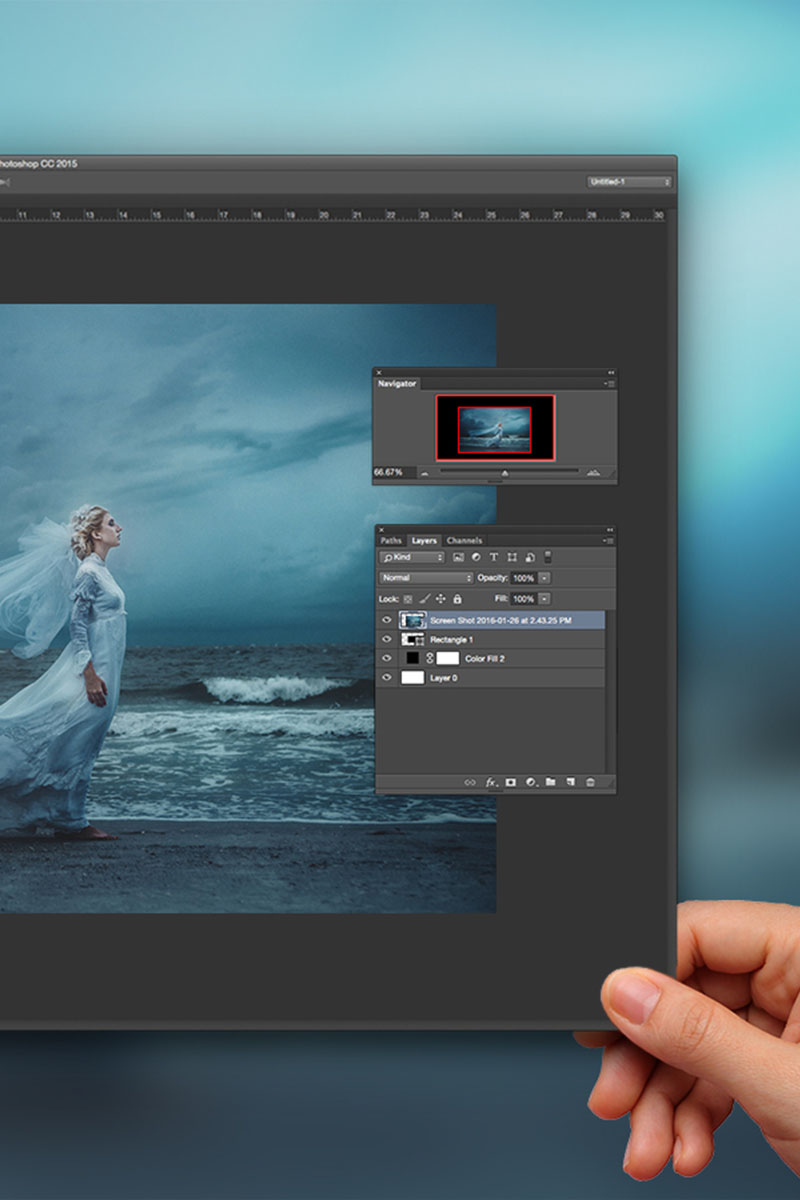 hotoshop CC 2015
Untitled-1
11 12 13 14 15 16 17 18 19 20 21 22 23 24 25 26 27 28 29 30
Navigator
66.67%
Paths Layers Channels
Kind
Normal Opacity: 100%
Lock: Fill: 100%
Screen Shot 2016-01-26 at 2.43.25 PM
Rectangle 1
Color Fill 2
Layer 0
fx